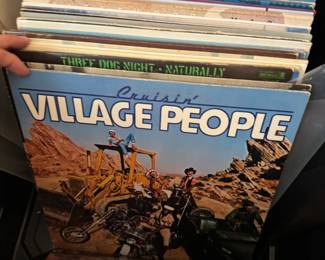 THREE DOG NIGHT • NATURALLY
Cruisin'
VILLAGE PEOPLE